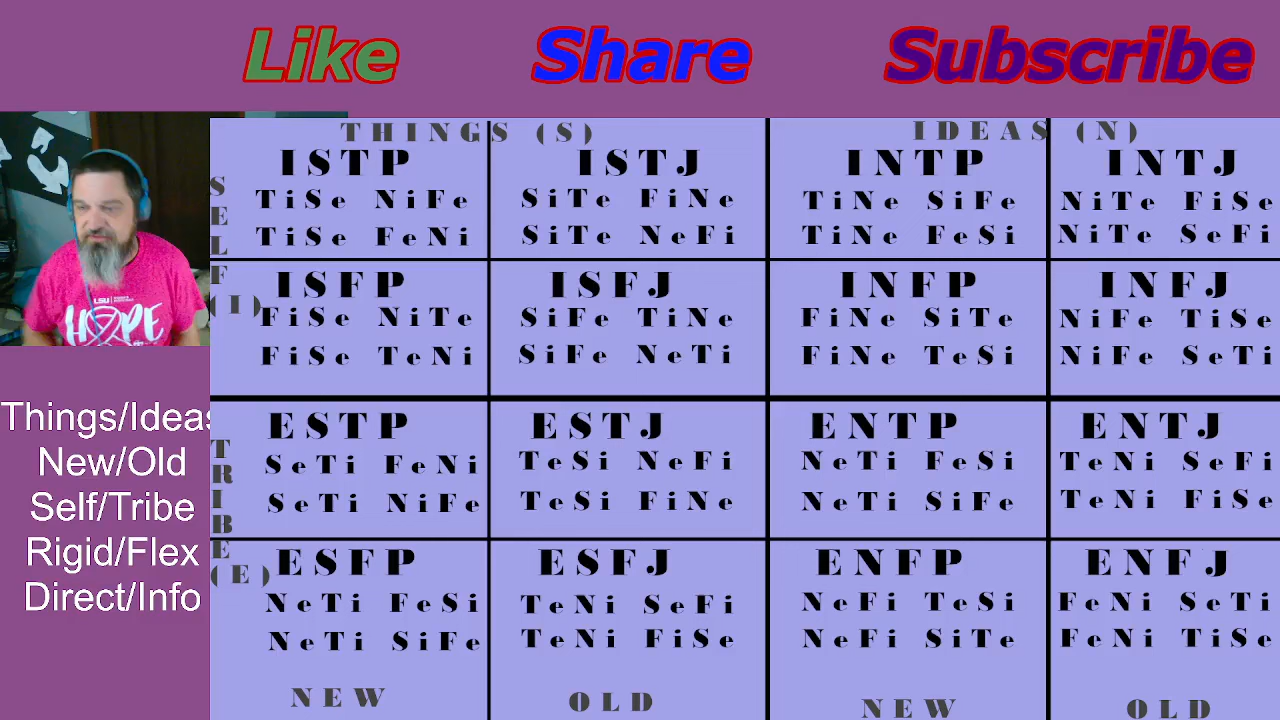 Like Share Subscribe
THINGS (S) IDEAS (N)
SELF (I)
ISTP ISTJ INTP INTJ
TiSe NiFe SiTe FiNe TiNe SiFe NiTe FiSe
TiSe FeNi SiTe NeFi TiNe FeSi NiTe SeFi
ISFP ISFJ INFP INFJ
FiSe NiTe SiFe TiNe FiNe SiTe NiFe TiSe
FiSe TeNi SiFe NeTi FiNe TeSi NiFe SeTi
TRIBE (E)
ESTP ESTJ ENTP ENTJ
SeTi FeNi TeSi NeFi NeTi FeSi TeNi SeFi
SeTi NiFe TeSi FiNe NeTi SiFe TeNi FiSe
ESFP ESFJ ENFP ENFJ
NeTi FeSi TeNi SeFi NeFi TeSi FeNi SeTi
NeTi SiFe TeNi FiSe NeFi SiTe FeNi TiSe
NEW OLD NEW OLD
LSU
HOPE
Things/Ideas
New/Old
Self/Tribe
Rigid/Flex
Direct/Info